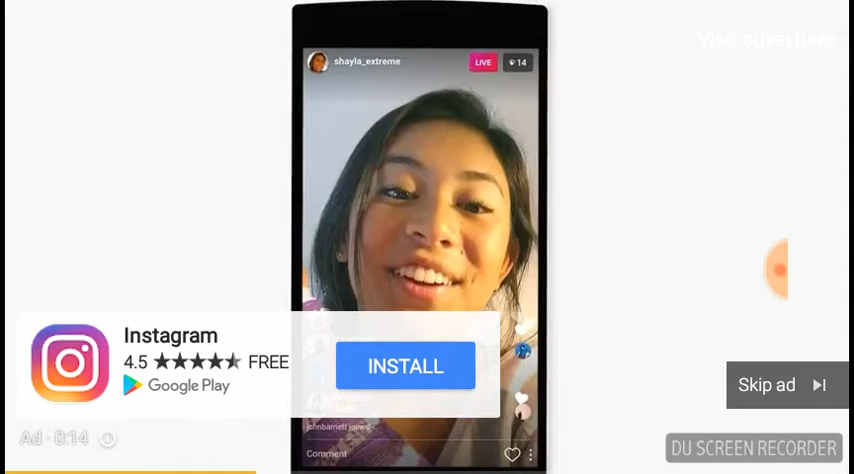 Visit advertiser
shayla_extreme
LIVE
14
Instagram
4.5 ★★★★⯪ FREE
Google Play
INSTALL
Skip ad
johnbarnett joined
Ad · 0:14
Comment
DU SCREEN RECORDER